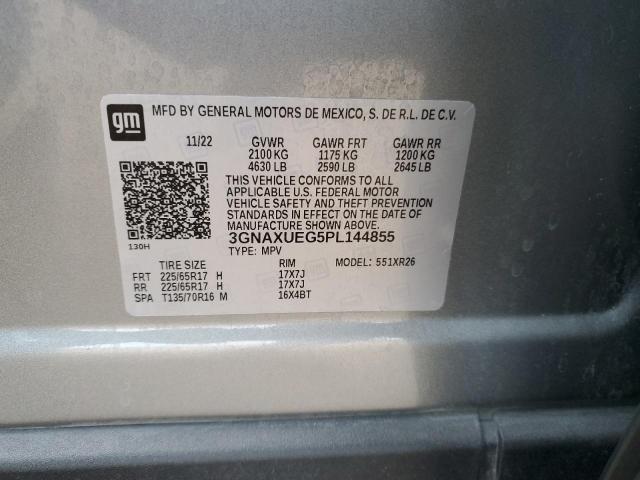 gm
MFD BY GENERAL MOTORS DE MEXICO, S. DE R.L. DE C.V.
11/22 GVWR GAWR FRT GAWR RR
2100 KG 1175 KG 1200 KG
4630 LB 2590 LB 2645 LB
THIS VEHICLE CONFORMS TO ALL
APPLICABLE U.S. FEDERAL MOTOR
VEHICLE SAFETY AND THEFT PREVENTION
STANDARDS IN EFFECT ON THE DATE OF
MANUFACTURE SHOWN ABOVE.
130H 3GNAXUEG5PL144855
TYPE: MPV MODEL: 551XR26
TIRE SIZE RIM
FRT 225/65R17 H 17X7J
RR 225/65R17 H 17X7J
SPA T135/70R16 M 16X4BT